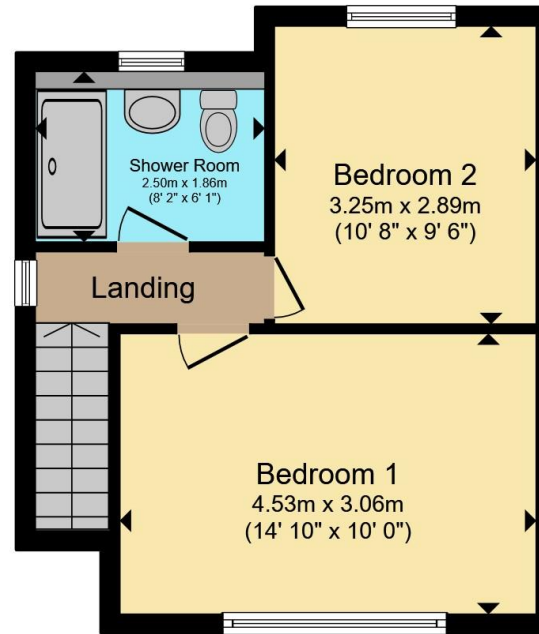 Shower Room
2.50m x 1.86m
(8' 2" x 6' 1")
Bedroom 2
3.25m x 2.89m
(10' 8" x 9' 6")
Landing
Bedroom 1
4.53m x 3.06m
(14' 10" x 10' 0")